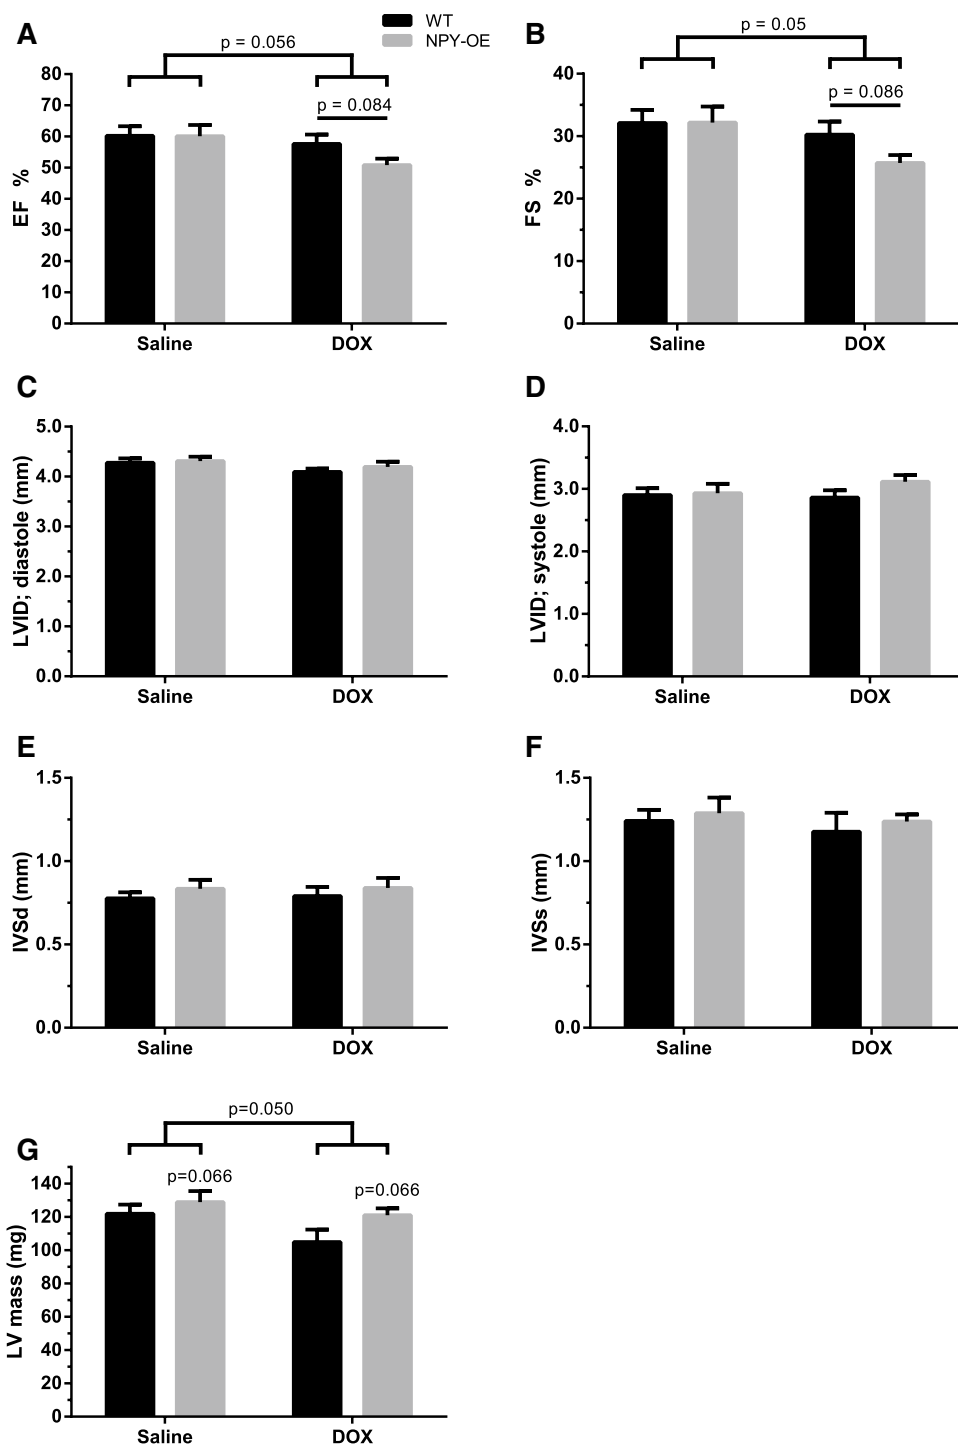 A
WT
NPY-OE
p = 0.056
p = 0.084
EF %
80
70
60
50
40
30
20
10
0
Saline
DOX
B
p = 0.05
p = 0.086
FS %
40
30
20
10
0
Saline
DOX
C
LVID; diastole (mm)
5.0
4.0
3.0
2.0
1.0
0.0
Saline
DOX
D
LVID; systole (mm)
4.0
3.0
2.0
1.0
0.0
Saline
DOX
E
IVSd (mm)
1.5
1.0
0.5
0.0
Saline
DOX
F
IVSs (mm)
1.5
1.0
0.5
0.0
Saline
DOX
G
p=0.050
p=0.066
p=0.066
LV mass (mg)
140
120
100
80
60
40
20
0
Saline
DOX